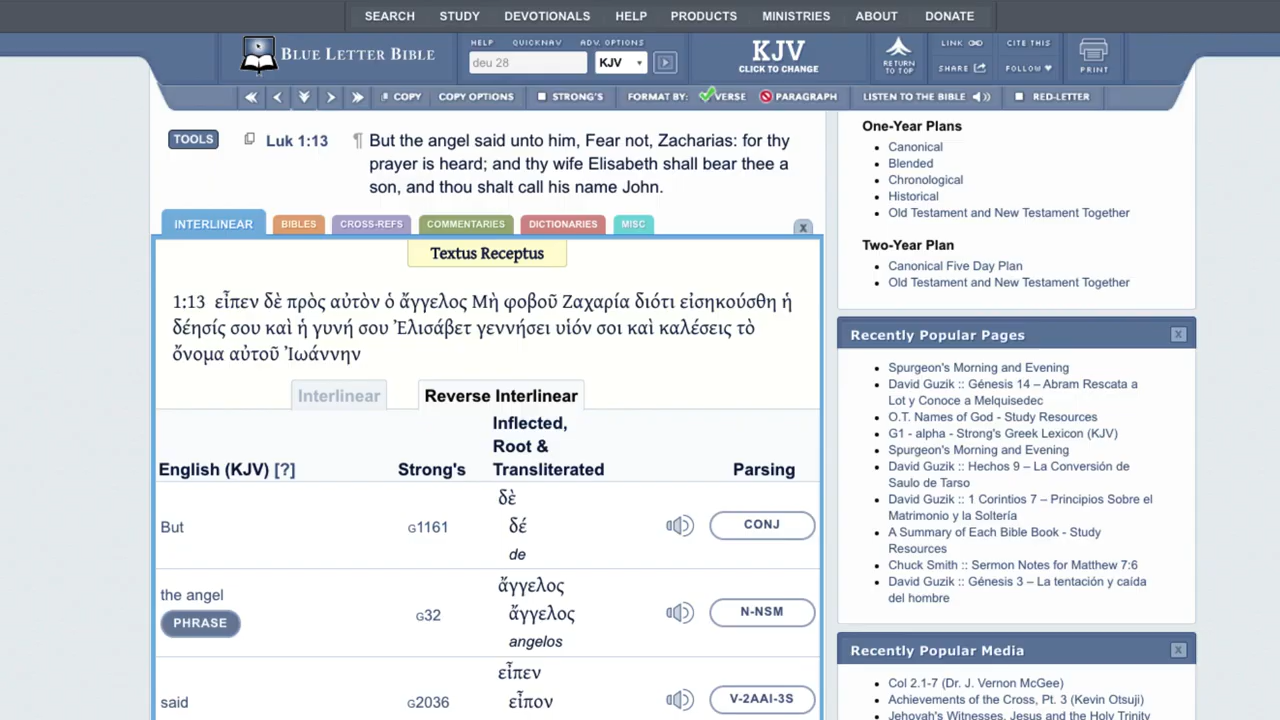 SEARCH STUDY DEVOTIONALS HELP PRODUCTS MINISTRIES ABOUT DONATE
BLUE LETTER BIBLE
HELP QUICKNAV ADV. OPTIONS
deu 28 KJV
KJV
CLICK TO CHANGE
RETURN TO TOP
LINK CITE THIS
SHARE FOLLOW
PRINT
COPY COPY OPTIONS STRONG'S FORMAT BY: VERSE PARAGRAPH LISTEN TO THE BIBLE RED-LETTER
TOOLS Luk 1:13 ¶ But the angel said unto him, Fear not, Zacharias: for thy
prayer is heard; and thy wife Elisabeth shall bear thee a
son, and thou shalt call his name John.
INTERLINEAR BIBLES CROSS-REFS COMMENTARIES DICTIONARIES MISC X
Textus Receptus
1:13 εἶπεν δὲ πρὸς αὐτὸν ὁ ἄγγελος Μὴ φοβοῦ Ζαχαρία διότι εἰσηκούσθη ἡ
δέησίς σου καὶ ἡ γυνή σου Ἐλισάβετ γεννήσει υἱόν σοι καὶ καλέσεις τὸ
ὄνομα αὐτοῦ Ἰωάννην
Interlinear Reverse Interlinear
English (KJV) [?] Strong's Inflected,
Root &
Transliterated Parsing
But G1161 δὲ
δέ
de CONJ
the angel
PHRASE G32 ἄγγελος
ἄγγελος
angelos N-NSM
said G2036 εἶπεν
εἶπον V-2AAI-3S
One-Year Plans
Canonical
Blended
Chronological
Historical
Old Testament and New Testament Together
Two-Year Plan
Canonical Five Day Plan
Old Testament and New Testament Together
Recently Popular Pages X
Spurgeon's Morning and Evening
David Guzik :: Génesis 14 – Abram Rescata a
Lot y Conoce a Melquisedec
O.T. Names of God - Study Resources
G1 - alpha - Strong's Greek Lexicon (KJV)
Spurgeon's Morning and Evening
David Guzik :: Hechos 9 – La Conversión de
Saulo de Tarso
David Guzik :: 1 Corintios 7 – Principios Sobre el
Matrimonio y la Soltería
A Summary of Each Bible Book - Study
Resources
Chuck Smith :: Sermon Notes for Matthew 7:6
David Guzik :: Génesis 3 – La tentación y caída
del hombre
Recently Popular Media X
Col 2.1-7 (Dr. J. Vernon McGee)
Achievements of the Cross, Pt. 3 (Kevin Otsuji)
Jehovah's Witnesses, Jesus and the Holy Trinity